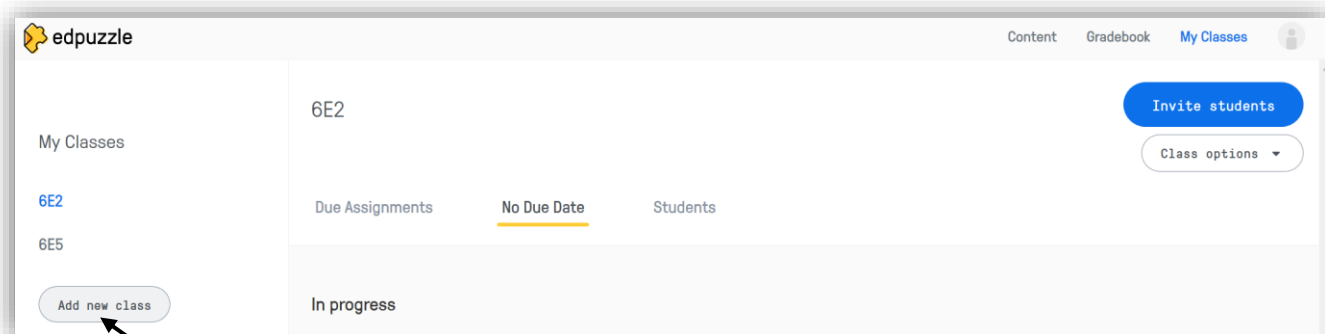 edpuzzle
Content Gradebook My Classes
6E2
Invite students
My Classes
Class options
6E2
Due Assignments No Due Date Students
6E5
Add new class
In progress